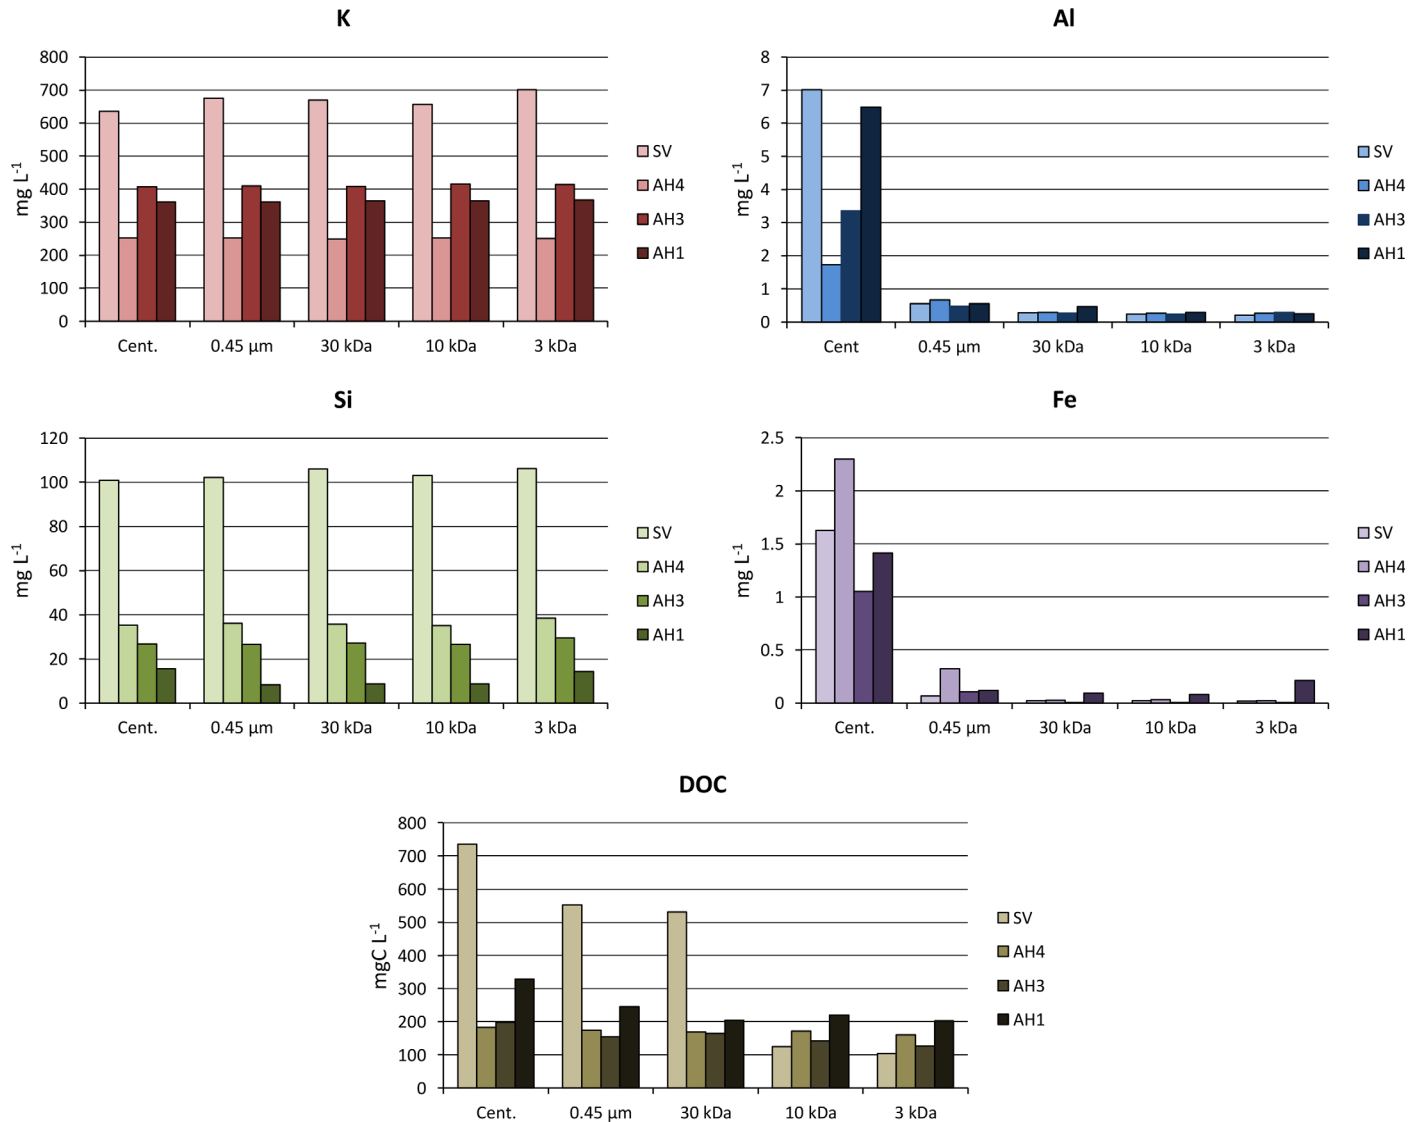 K
800
700
600
500
400
300
200
100
0
mg L⁻¹
Cent. 0.45 µm 30 kDa 10 kDa 3 kDa
SV
AH4
AH3
AH1
Al
8
7
6
5
4
3
2
1
0
mg L⁻¹
Cent 0.45 µm 30 kDa 10 kDa 3 kDa
SV
AH4
AH3
AH1
Si
120
100
80
60
40
20
0
mg L⁻¹
Cent. 0.45 µm 30 kDa 10 kDa 3 kDa
SV
AH4
AH3
AH1
Fe
2.5
2
1.5
1
0.5
0
mg L⁻¹
Cent. 0.45 µm 30 kDa 10 kDa 3 kDa
SV
AH4
AH3
AH1
DOC
800
700
600
500
400
300
200
100
0
mgC L⁻¹
Cent. 0.45 µm 30 kDa 10 kDa 3 kDa
SV
AH4
AH3
AH1